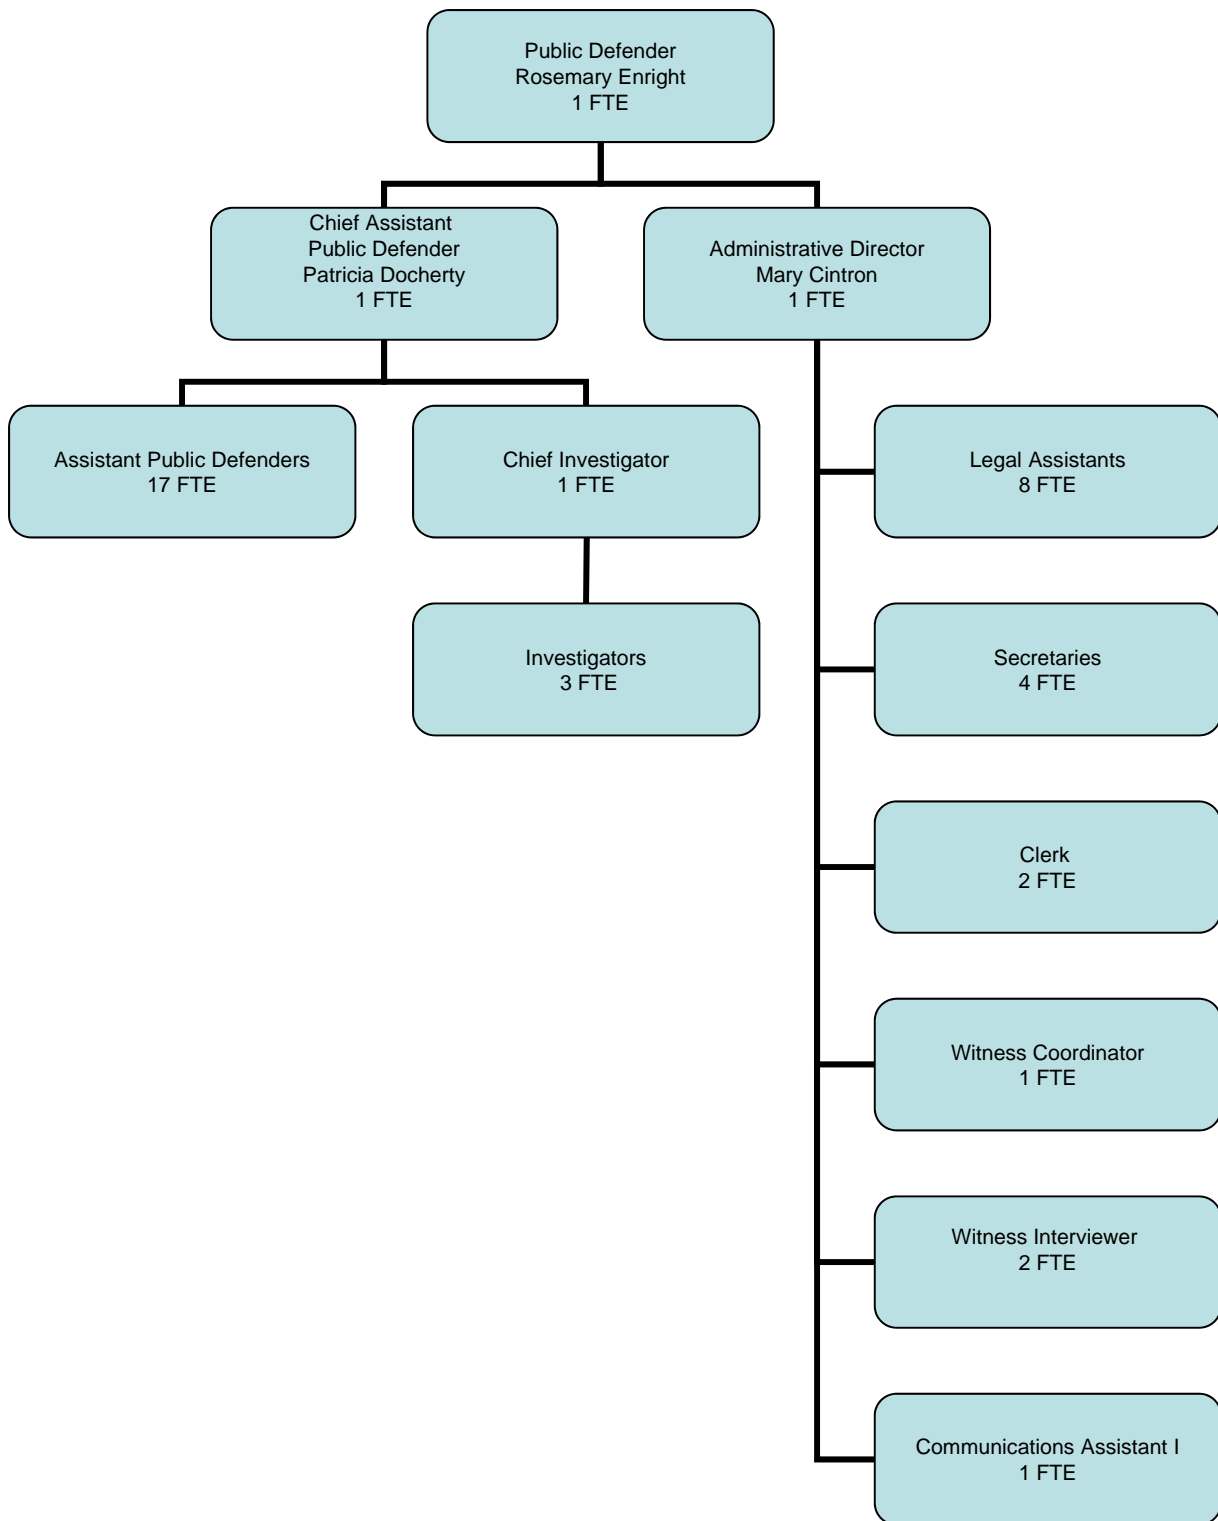 Public Defender
Rosemary Enright
1 FTE
Chief Assistant
Public Defender
Patricia Docherty
1 FTE
Administrative Director
Mary Cintron
1 FTE
Assistant Public Defenders
17 FTE
Chief Investigator
1 FTE
Legal Assistants
8 FTE
Investigators
3 FTE
Secretaries
4 FTE
Clerk
2 FTE
Witness Coordinator
1 FTE
Witness Interviewer
2 FTE
Communications Assistant I
1 FTE